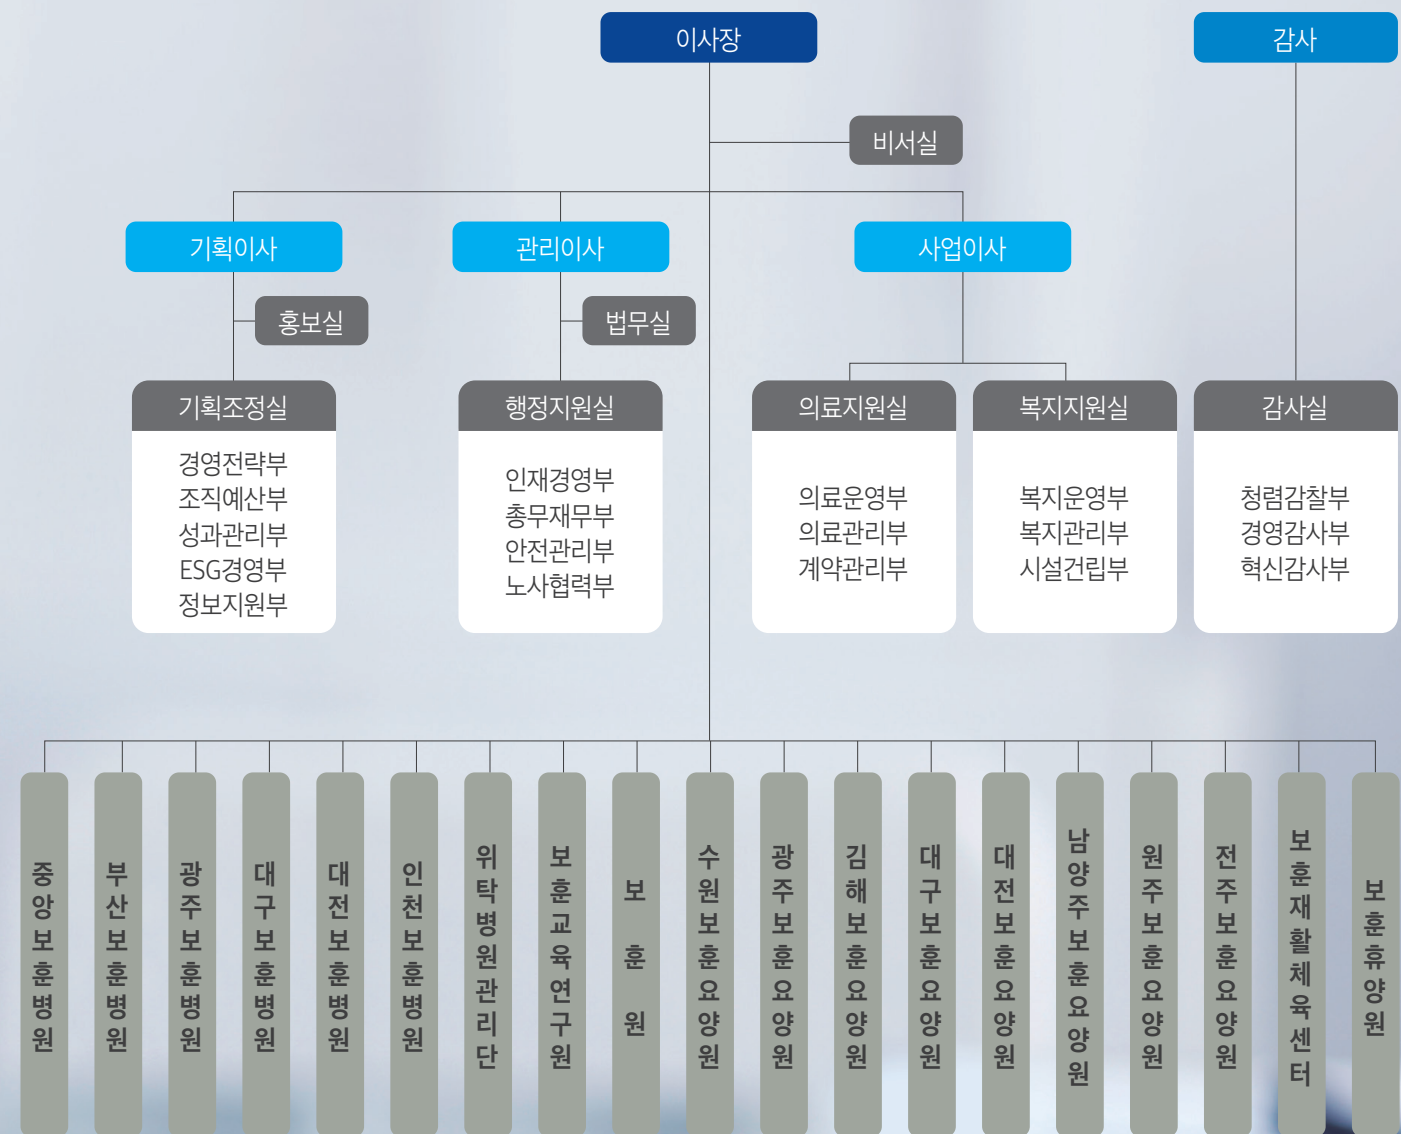 이사장
감사
비서실
기획이사
관리이사
사업이사
홍보실
법무실
기획조정실
경영전략부
조직예산부
성과관리부
ESG경영부
정보지원부
행정지원실
인재경영부
총무재무부
안전관리부
노사협력부
의료지원실
의료운영부
의료관리부
계약관리부
복지지원실
복지운영부
복지관리부
시설건립부
감사실
청렴감찰부
경영감사부
혁신감사부
중앙보훈병원
부산보훈병원
광주보훈병원
대구보훈병원
대전보훈병원
인천보훈병원
위탁병원관리단
보훈교육연구원
보훈원
수원보훈요양원
광주보훈요양원
김해보훈요양원
대구보훈요양원
대전보훈요양원
남양주보훈요양원
원주보훈요양원
전주보훈요양원
보훈재활체육센터
보훈휴양원